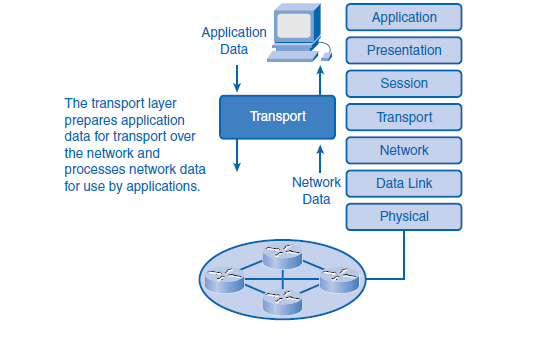 Application
Data
The transport layer
prepares application
data for transport over
the network and
processes network data
for use by applications.
Transport
Network
Data
Application
Presentation
Session
Transport
Network
Data Link
Physical